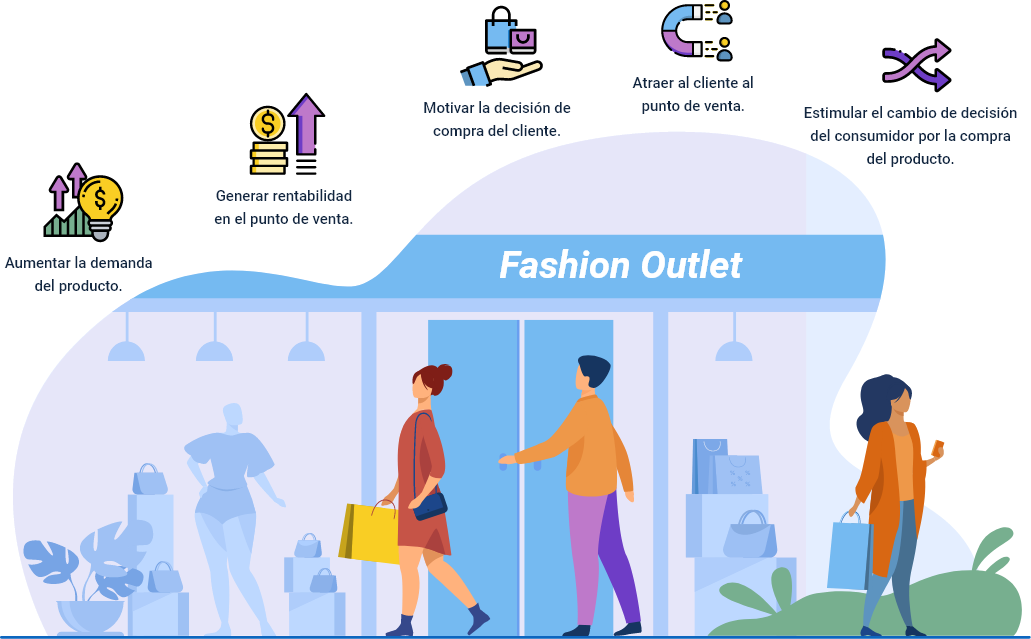 Aumentar la demanda
del producto.
Generar rentabilidad
en el punto de venta.
Motivar la decisión de
compra del cliente.
Atraer al cliente al
punto de venta.
Estimular el cambio de decisión
del consumidor por la compra
del producto.
Fashion Outlet